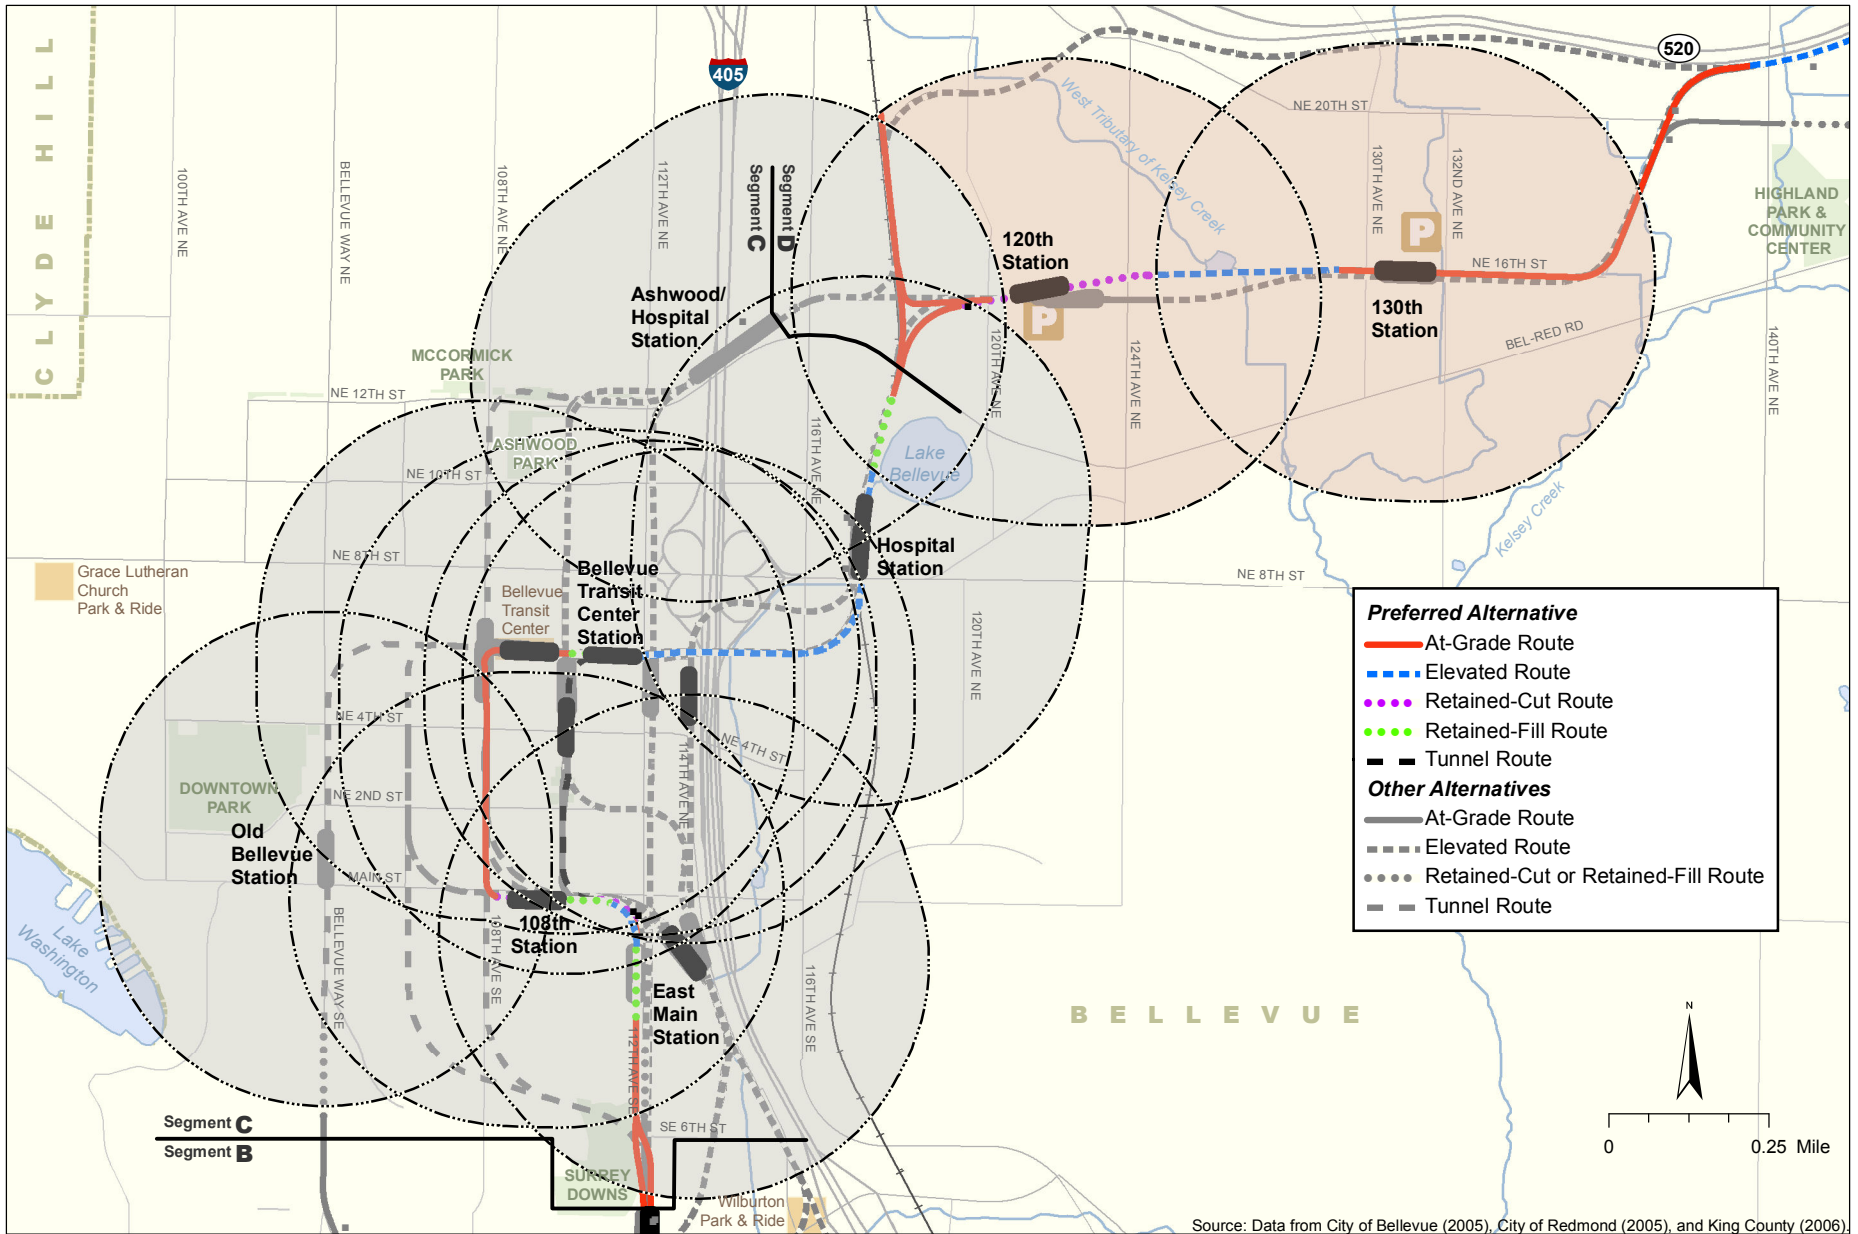 CLYDE HILL
405
520
NE 20TH ST
West Tributary of Kelsey Creek
100TH AVE NE
BELLEVUE WAY NE
108TH AVE NE
112TH AVE NE
Segment C
Segment D
130TH AVE NE
132ND AVE NE
P
HIGHLAND
PARK &
COMMUNITY
CENTER
120th
Station
NE 16TH ST
Ashwood/
Hospital
Station
P
130th
Station
BEL-RED RD
120TH AVE NE
124TH AVE NE
140TH AVE NE
MCCORMICK
PARK
NE 12TH ST
116TH AVE NE
ASHWOOD
PARK
NE 10TH ST
Lake
Bellevue
Kelsey Creek
NE 8TH ST
Hospital
Station
NE 8TH ST
Grace Lutheran
Church
Park & Ride
Bellevue
Transit
Center
Bellevue
Transit
Center
Station
120TH AVE NE
NE 4TH ST
NE 4TH ST
114TH AVE NE
DOWNTOWN
PARK
NE 2ND ST
Old
Bellevue
Station
MAIN ST
108th
Station
Lake
Washington
BELLEVUE WAY SE
108TH AVE SE
116TH AVE SE
East
Main
Station
112TH AVE SE
BELLEVUE
Segment C
Segment B
SE 6TH ST
SURREY
DOWNS
Wilburton
Park & Ride
Preferred Alternative
At-Grade Route
Elevated Route
Retained-Cut Route
Retained-Fill Route
Tunnel Route
Other Alternatives
At-Grade Route
Elevated Route
Retained-Cut or Retained-Fill Route
Tunnel Route
N
0 0.25 Mile
Source: Data from City of Bellevue (2005), City of Redmond (2005), and King County (2006).